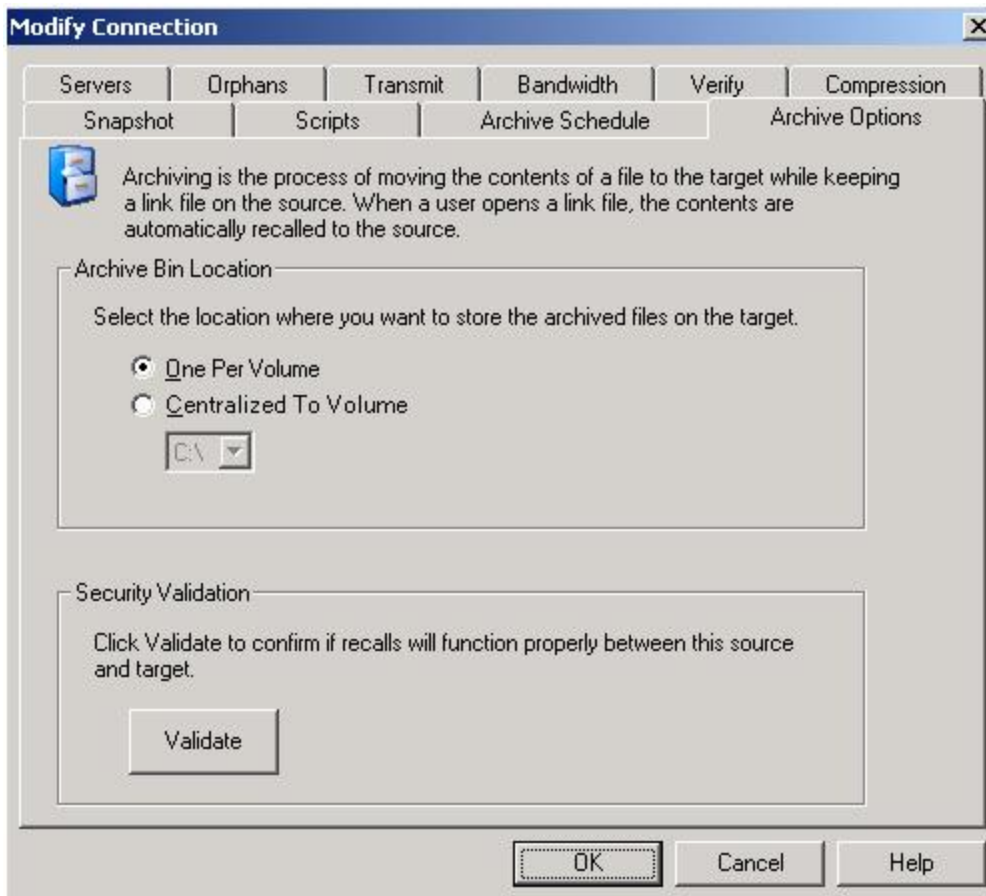 Modify Connection
Servers Orphans Transmit Bandwidth Verify Compression
Snapshot Scripts Archive Schedule Archive Options
Archiving is the process of moving the contents of a file to the target while keeping
a link file on the source. When a user opens a link file, the contents are
automatically recalled to the source.
Archive Bin Location
Select the location where you want to store the archived files on the target.
One Per Volume
Centralized To Volume
C:\
Security Validation
Click Validate to confirm if recalls will function properly between this source
and target.
Validate
OK Cancel Help